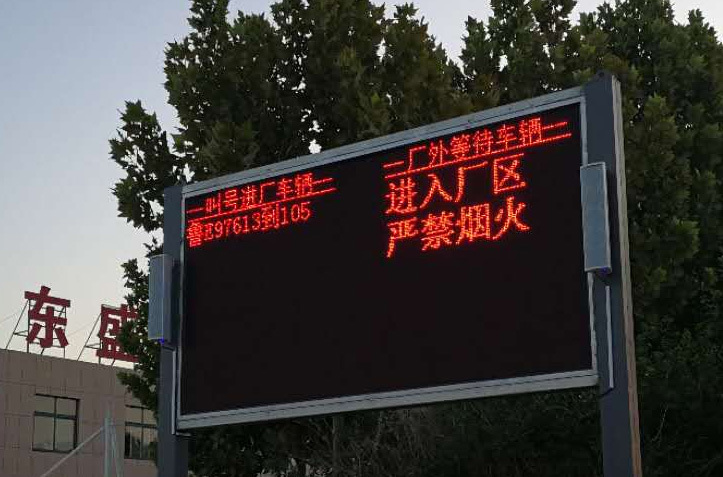 —叫号进厂车辆—
鲁E97613到105
—厂外等待车辆—
进入厂区
严禁烟火
东盛